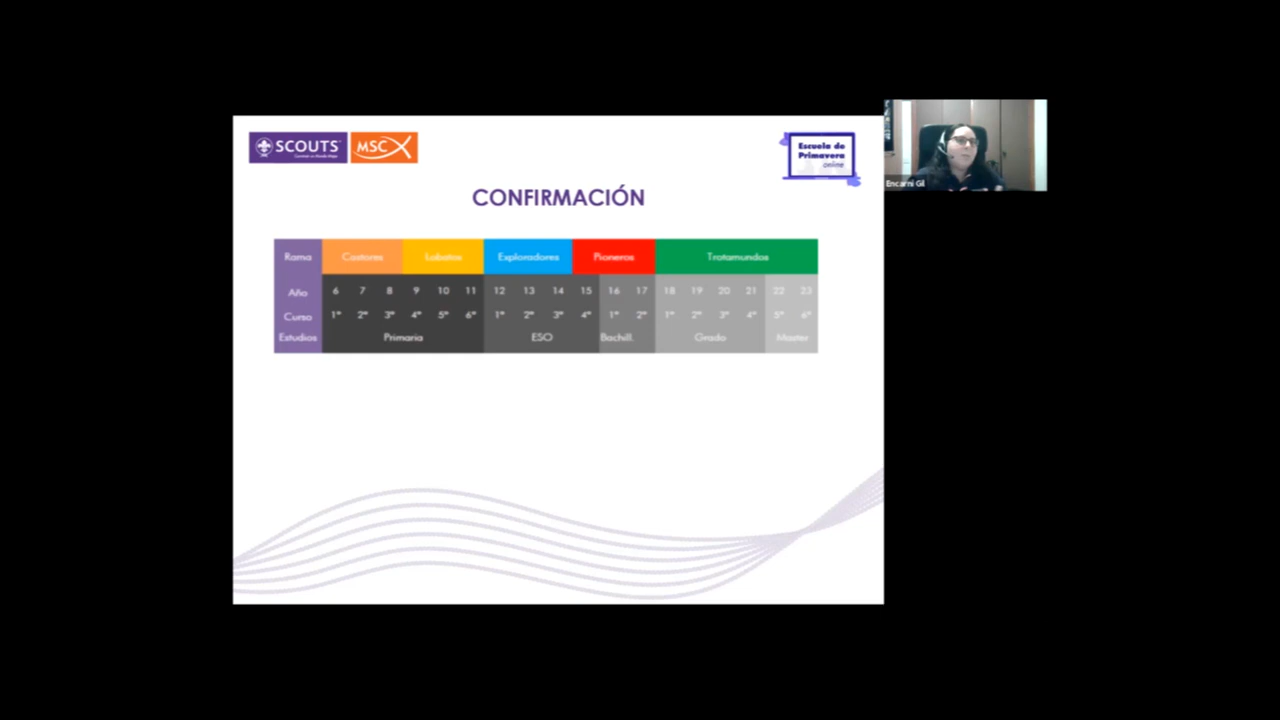 SCOUTS
MSC
Escuela de
Primavera
online
Encarni Gil
CONFIRMACIÓN
Rama Castores Lobatos Exploradores Pioneros Trotamundos
Año 6 7 8 9 10 11 12 13 14 15 16 17 18 19 20 21 22 23
Curso 1º 2º 3º 4º 5º 6º 1º 2º 3º 4º 1º 2º 1º 2º 3º 4º 5º 6º
Estudios Primaria ESO Bachill. Grado Master